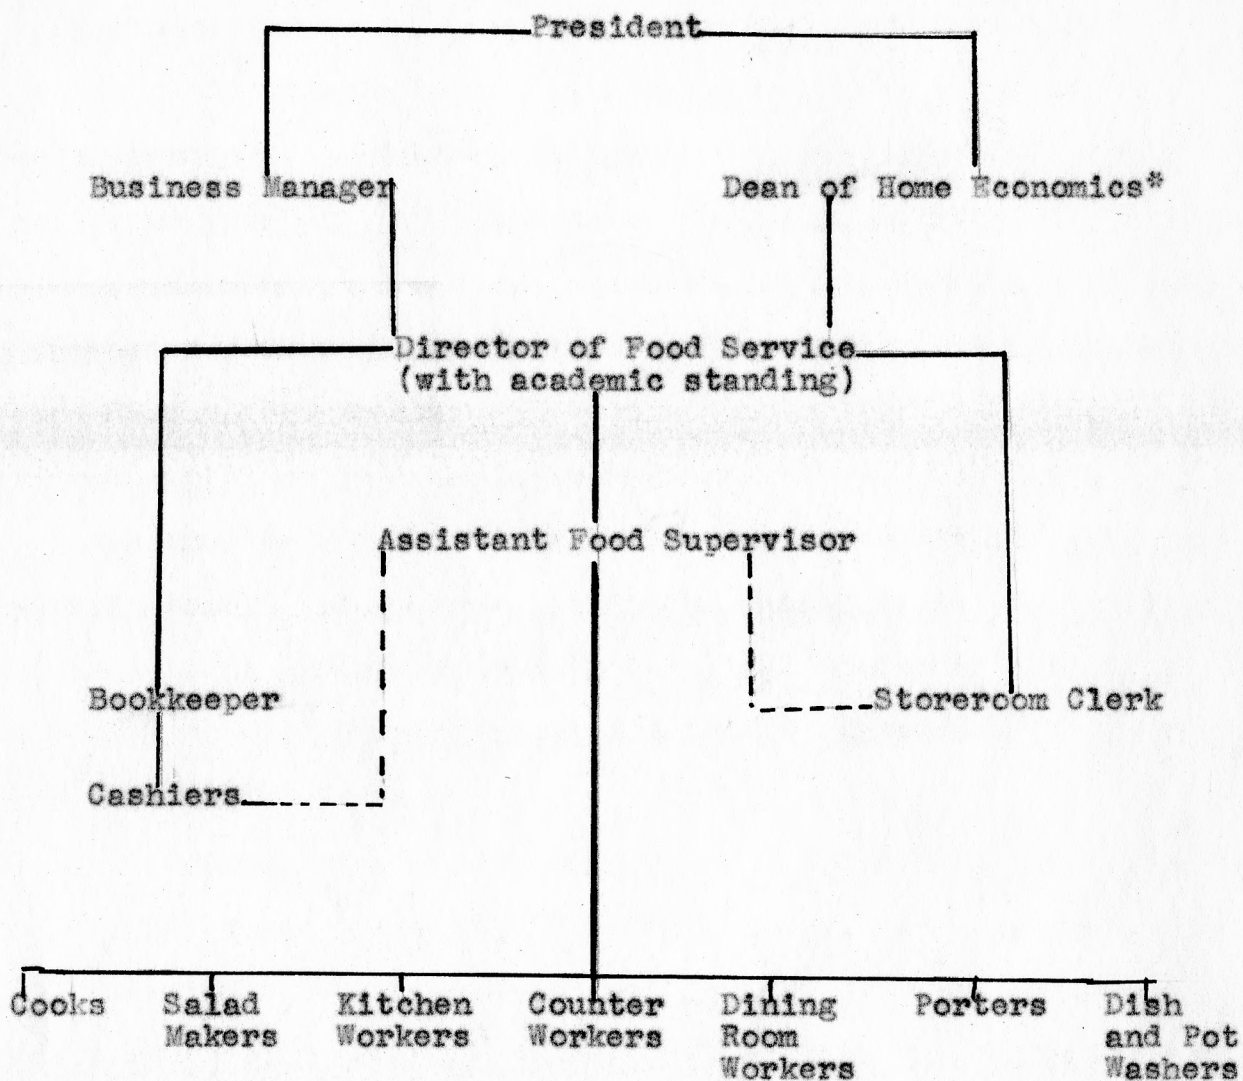 President
Business Manager
Dean of Home Economics*
Director of Food Service
(with academic standing)
Assistant Food Supervisor
Bookkeeper
Storeroom Clerk
Cashiers
Cooks
Salad
Makers
Kitchen
Workers
Counter
Workers
Dining
Room
Workers
Porters
Dish
and Pot
Washers